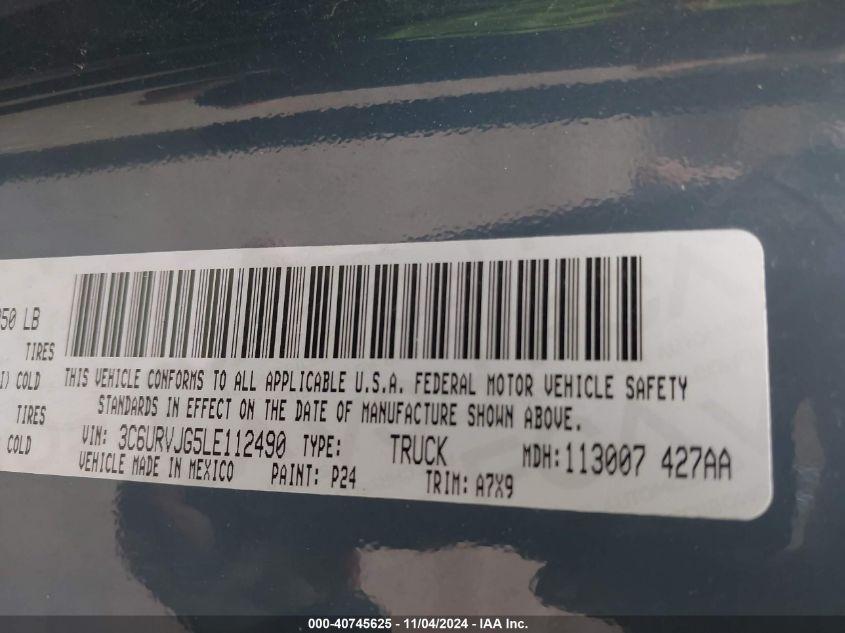 250 LB
TIRES
I) COLD
TIRES
COLD
THIS VEHICLE CONFORMS TO ALL APPLICABLE U.S.A. FEDERAL MOTOR VEHICLE SAFETY
STANDARDS IN EFFECT ON THE DATE OF MANUFACTURE SHOWN ABOVE.
VIN: 3C6URVJG5LE112490 TYPE: TRUCK MDH:113007 427AA
VEHICLE MADE IN MEXICO PAINT: P24 TRIM: A7X9
000-40745625 - 11/04/2024 - IAA Inc.